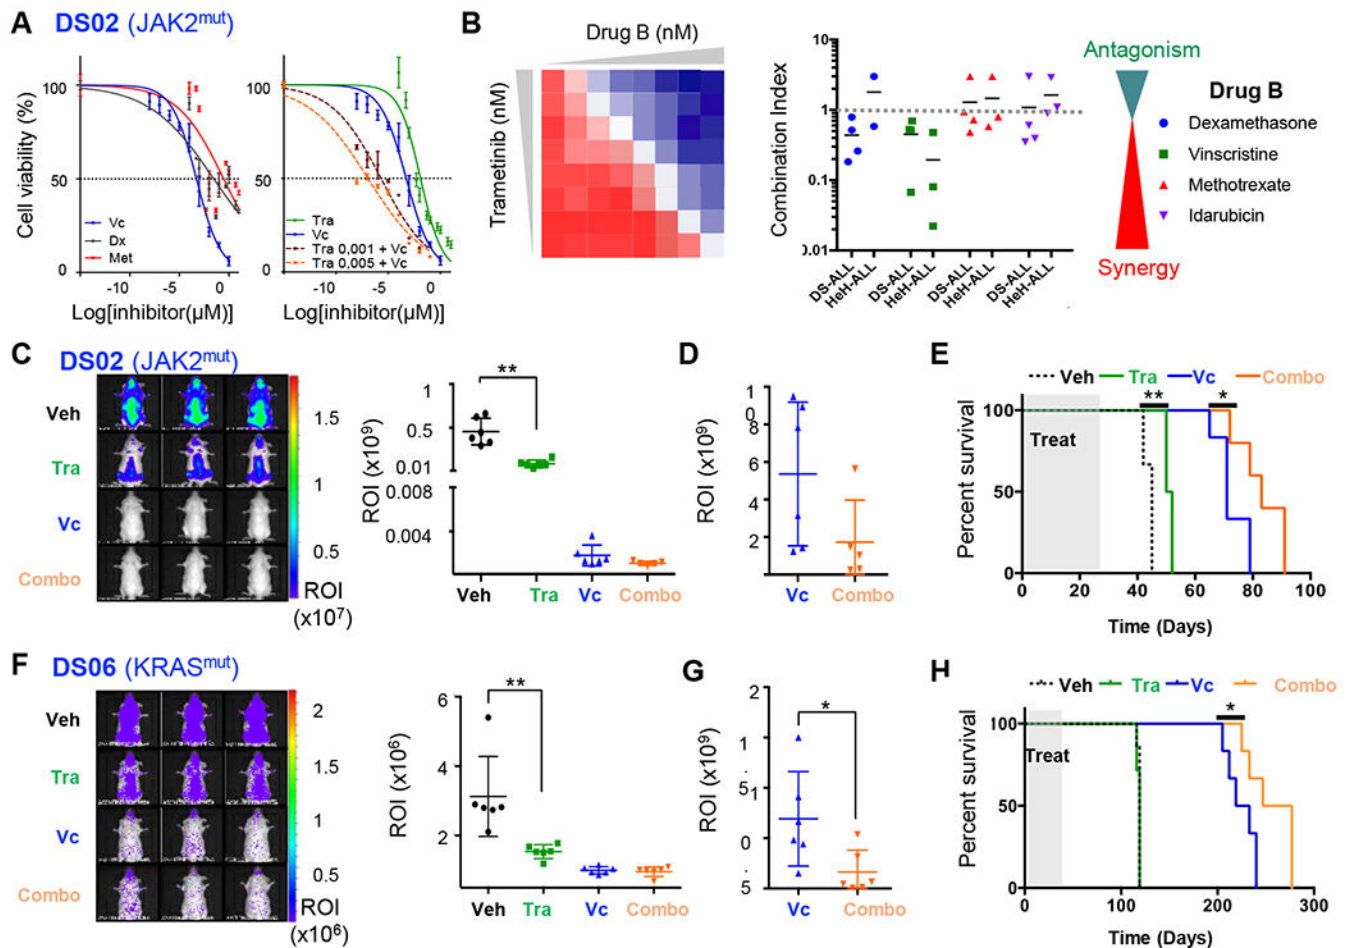 A DS02 (JAK2mut)
Cell viability (%)
100
50
0
Vc
Dx
Met
-10 -5 0
Log[inhibitor(µM)]
100
50
0
Tra
Vc
Tra 0,001 + Vc
Tra 0,005 + Vc
-10 -5 0
Log[inhibitor(µM)]
B
Drug B (nM)
Trametinib (nM)
Combination Index
10
1
0.1
0.01
DS-ALL
HeH-ALL
DS-ALL
HeH-ALL
DS-ALL
HeH-ALL
DS-ALL
HeH-ALL
Antagonism
Synergy
Drug B
Dexamethasone
Vinscristine
Methotrexate
Idarubicin
C DS02 (JAK2mut)
Veh
Tra
Vc
Combo
1.5
1
0.5
ROI
(x10⁷)
ROI (x10⁹)
1
0.5
0.01
0.008
0.004
**
Veh Tra Vc Combo
D
ROI (x10⁹)
1
0
8
6
4
2
Vc Combo
E
Veh Tra Vc Combo
** *
Treat
Percent survival
100
50
0
0 20 40 60 80 100
Time (Days)
F DS06 (KRASmut)
Veh
Tra
Vc
Combo
2
1.5
1
0.5
ROI
(x10⁶)
ROI (x10⁶)
6
4
2
**
Veh Tra Vc Combo
G
ROI (x10⁹)
2
1
.
51
0
.
5
*
Vc Combo
H
Veh Tra Vc Combo
*
Treat
Percent survival
100
50
0
0 100 200 300
Time (Days)